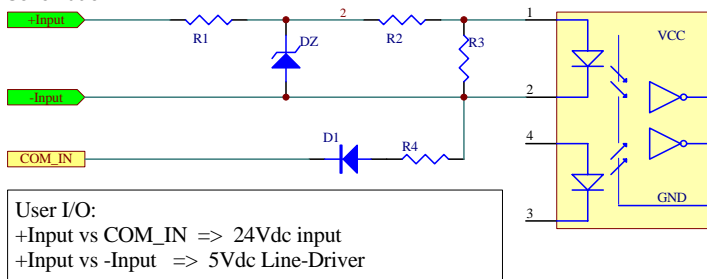 +Input
R1
2
R2
DZ
R3
1
VCC
-Input
2
D1
R4
4
COM_IN
GND
3
User I/O:
+Input vs COM_IN => 24Vdc input
+Input vs -Input => 5Vdc Line-Driver